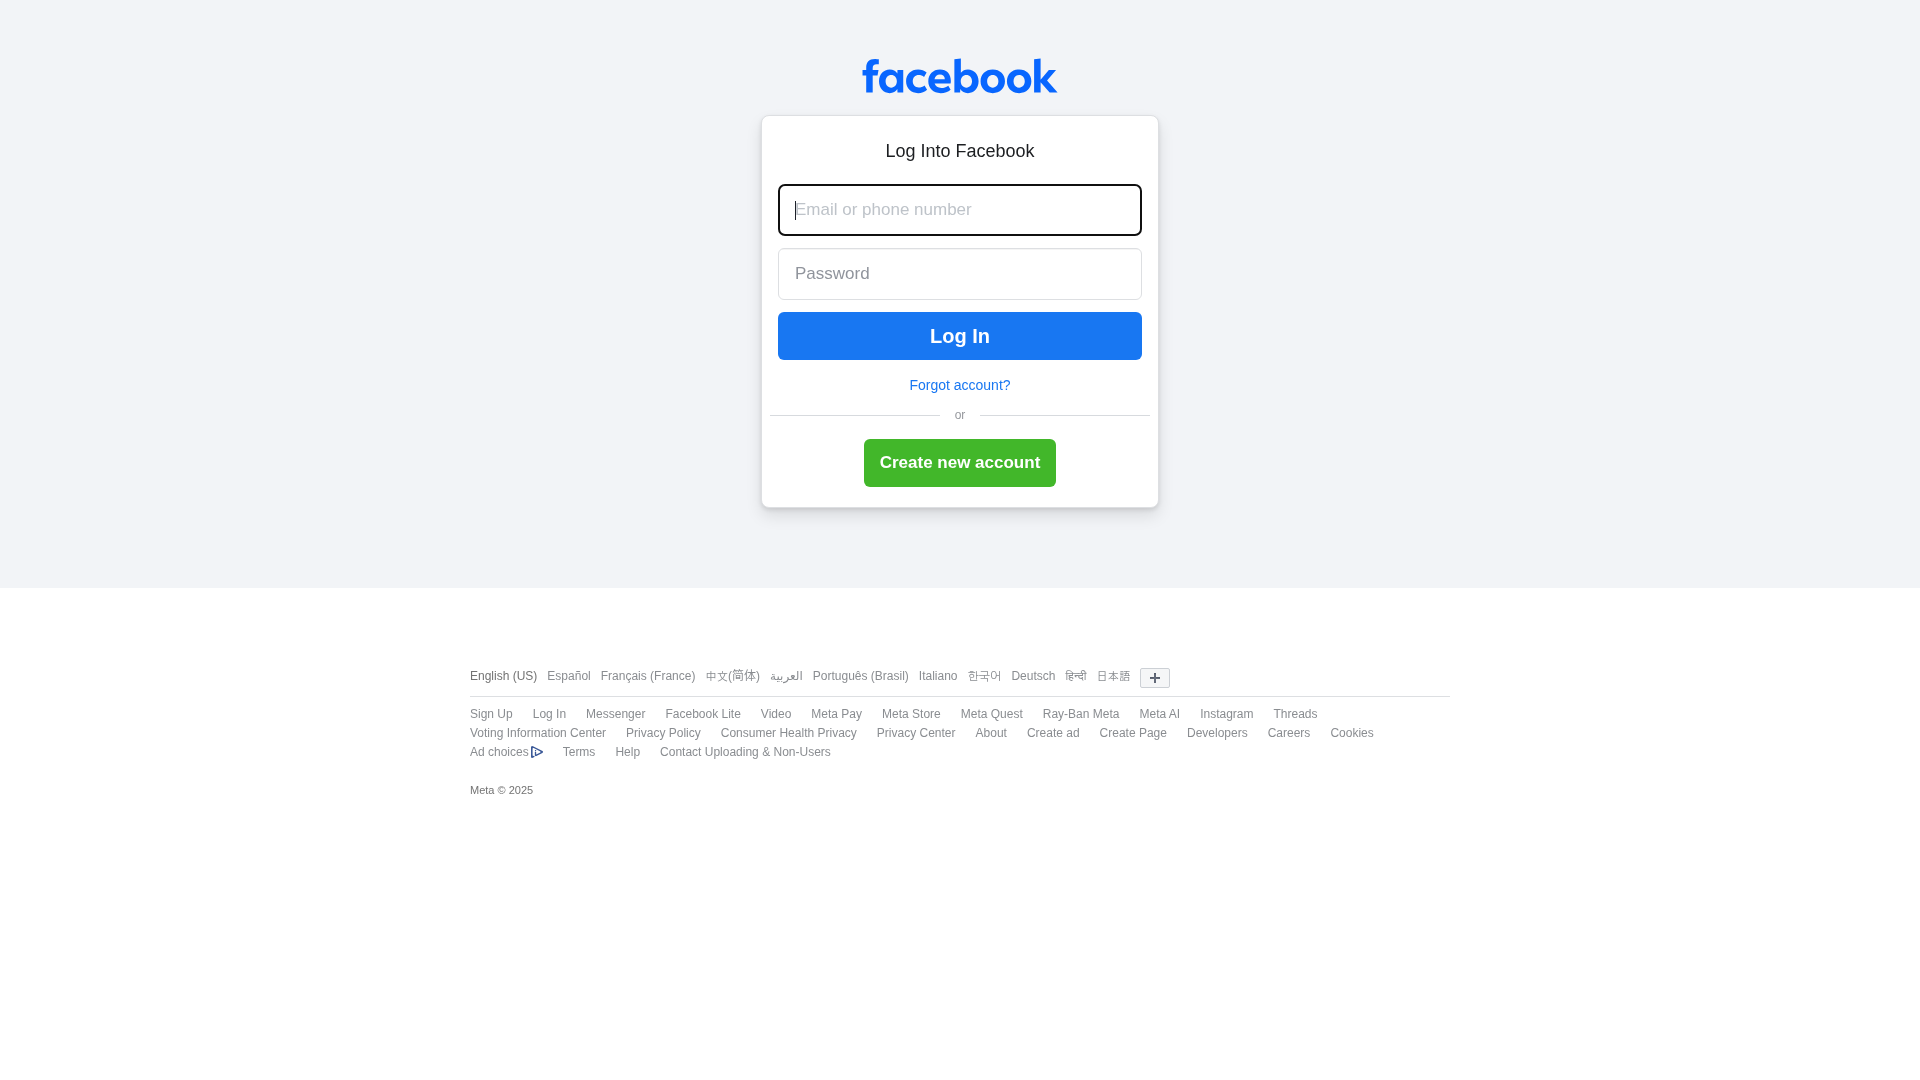 facebook
Log Into Facebook
Email or phone number
Password
Log In
Forgot account?
or
Create new account
English (US) Español Français (France) 中文(简体) العربية Português (Brasil) Italiano 한국어 Deutsch हिन्दी 日本語
Sign Up Log In Messenger Facebook Lite Video Meta Pay Meta Store Meta Quest Ray-Ban Meta Meta AI Instagram Threads
Voting Information Center Privacy Policy Consumer Health Privacy Privacy Center About Create ad Create Page Developers Careers Cookies
Ad choices Terms Help Contact Uploading & Non-Users
Meta © 2025